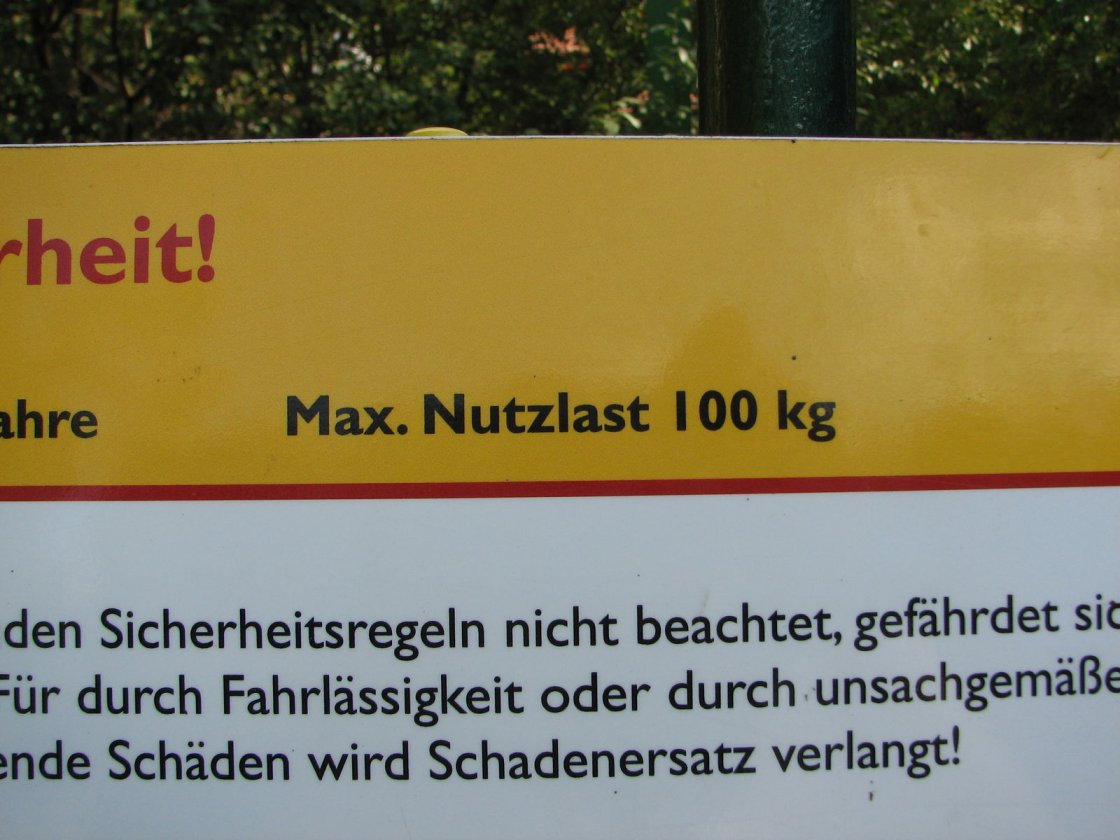 rheit!
ahre Max. Nutzlast 100 kg
den Sicherheitsregeln nicht beachtet, gefährdet sic
Für durch Fahrlässigkeit oder durch unsachgemäße
ende Schäden wird Schadenersatz verlangt!